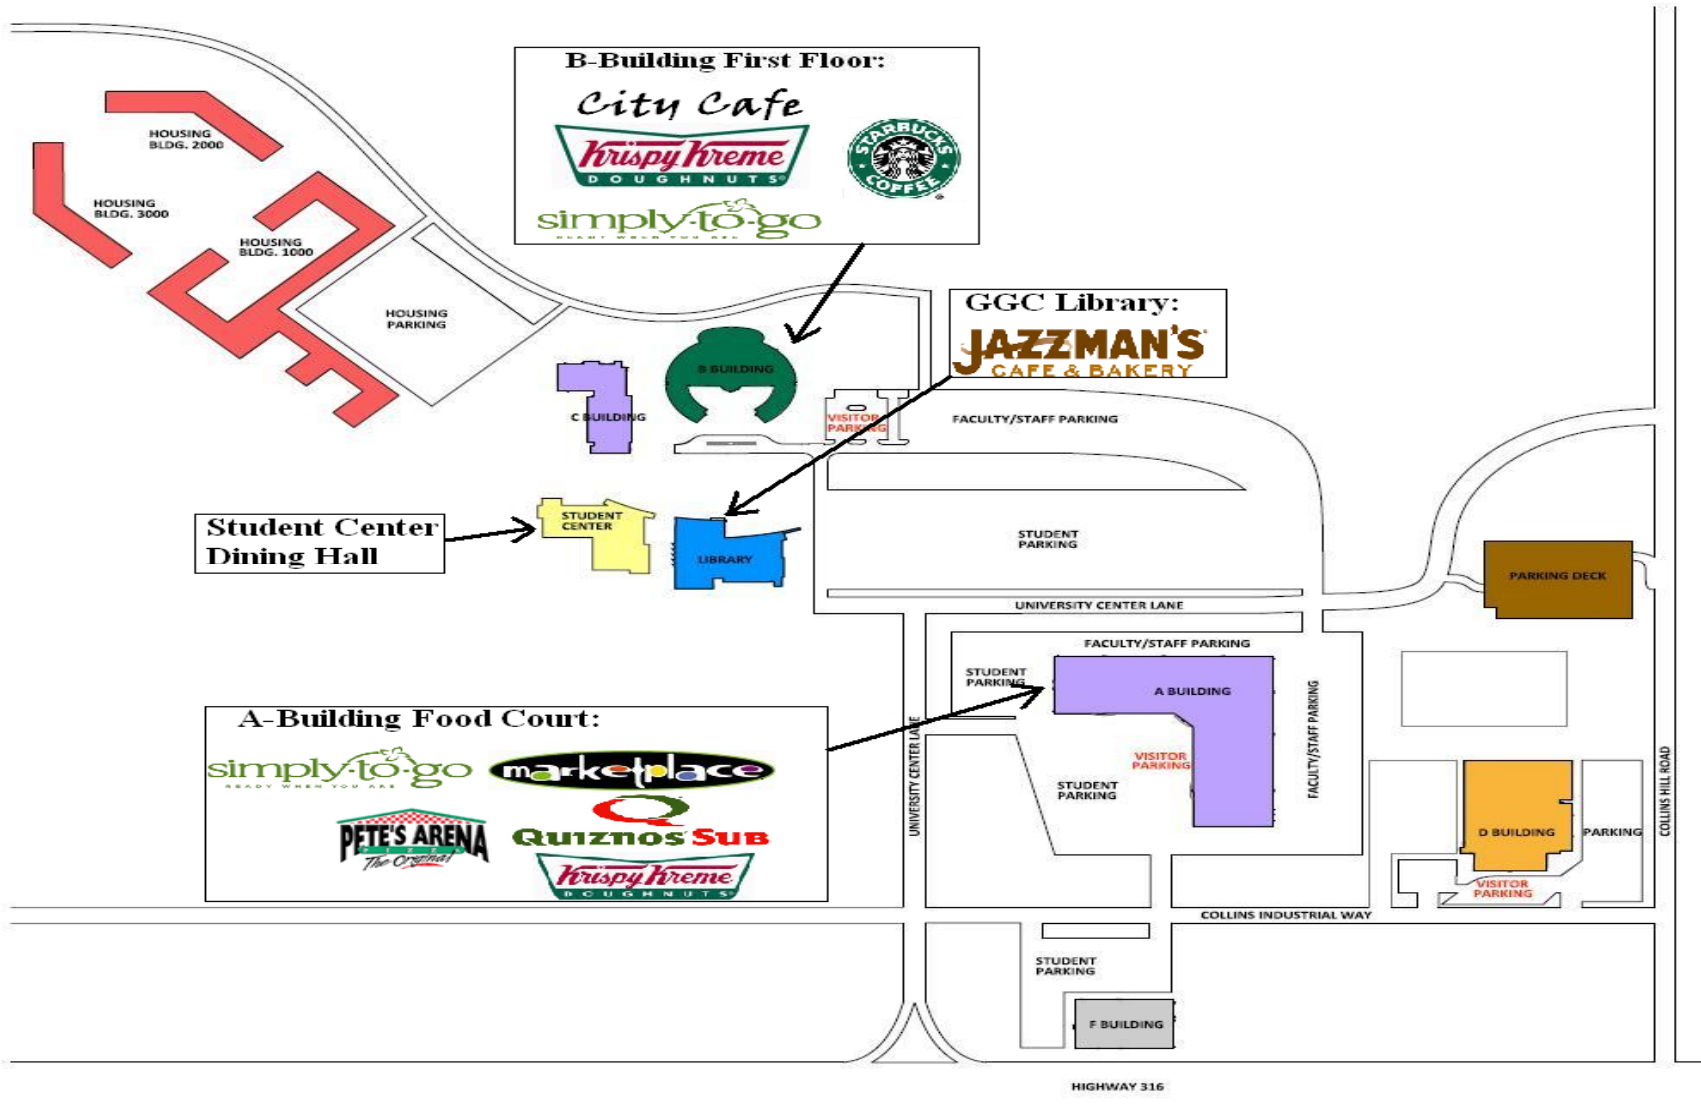 B-Building First Floor:
City Cafe
Krispy Kreme
DOUGHNUTS
STARBUCKS
COFFEE
simply-to-go
READY WHEN YOU ARE
HOUSING
BLDG. 2000
HOUSING
BLDG. 3000
HOUSING
BLDG. 1000
HOUSING
PARKING
GGC Library:
JAZZMAN'S
CAFE & BAKERY
B BUILDING
C BUILDING
VISITOR
PARKING
FACULTY/STAFF PARKING
Student Center
Dining Hall
STUDENT
CENTER
LIBRARY
STUDENT
PARKING
PARKING DECK
UNIVERSITY CENTER LANE
FACULTY/STAFF PARKING
STUDENT
PARKING
A BUILDING
A-Building Food Court:
simply-to-go
READY WHEN YOU ARE
marketplace
PETE'S ARENA
PIZZA
The Original
QUIZNOS SUB
Krispy Kreme
DOUGHNUTS
UNIVERSITY CENTER LANE
VISITOR
PARKING
STUDENT
PARKING
FACULTY/STAFF PARKING
D BUILDING
PARKING
COLLINS HILL ROAD
VISITOR
PARKING
COLLINS INDUSTRIAL WAY
STUDENT
PARKING
F BUILDING
HIGHWAY 316